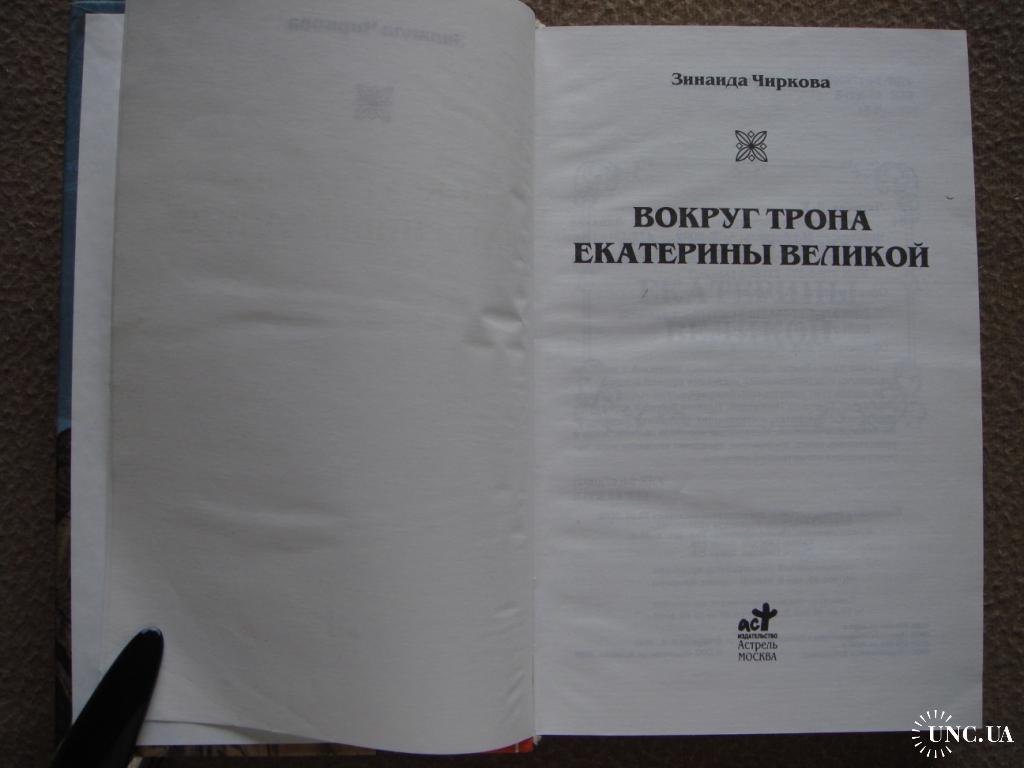 Зинаида Чиркова
ВОКРУГ ТРОНА
ЕКАТЕРИНЫ ВЕЛИКОЙ
аст
ИЗДАТЕЛЬСТВО
Астрель
МОСКВА
UNC.UA